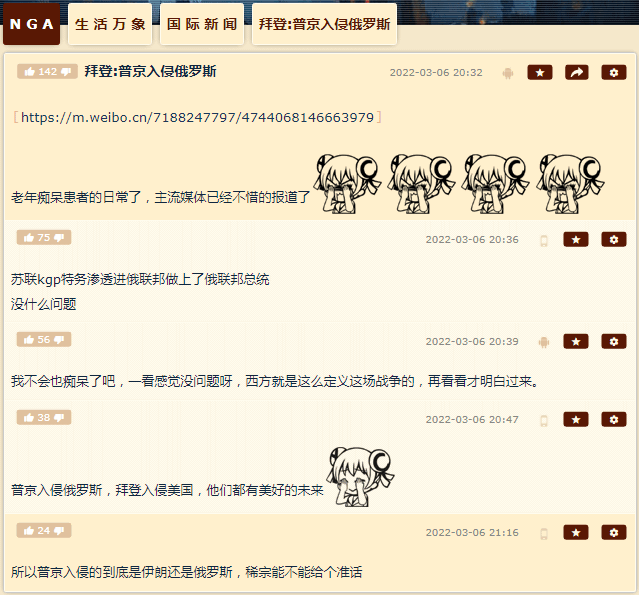 NGA 生活万象 国际新闻 拜登:普京入侵俄罗斯
142 拜登:普京入侵俄罗斯 2022-03-06 20:32
[https://m.weibo.cn/7188247797/4744068146663979]
老年痴呆患者的日常了，主流媒体已经不惜的报道了
75 2022-03-06 20:36
苏联kgp特务渗透进俄联邦做上了俄联邦总统
没什么问题
56 2022-03-06 20:39
我不会也痴呆了吧，一看感觉没问题呀，西方就是这么定义这场战争的，再看看才明白过来。
38 2022-03-06 20:47
普京入侵俄罗斯，拜登入侵美国，他们都有美好的未来
24 2022-03-06 21:16
所以普京入侵的到底是伊朗还是俄罗斯，稀宗能不能给个准话